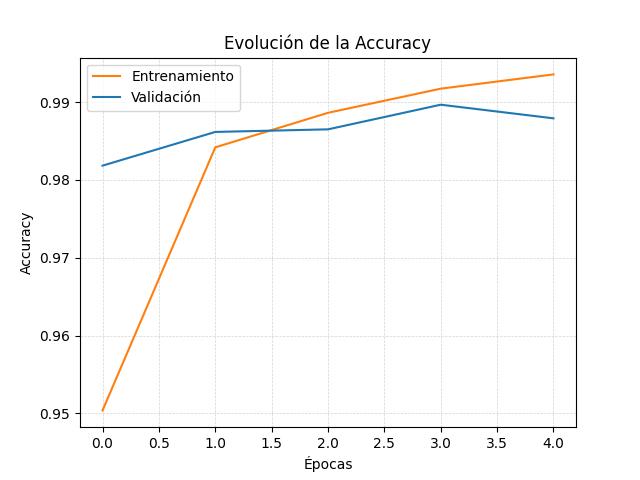 Evolución de la Accuracy
Entrenamiento
Validación
0.99
0.98
0.97
0.96
0.95
Accuracy
0.0 0.5 1.0 1.5 2.0 2.5 3.0 3.5 4.0
Épocas